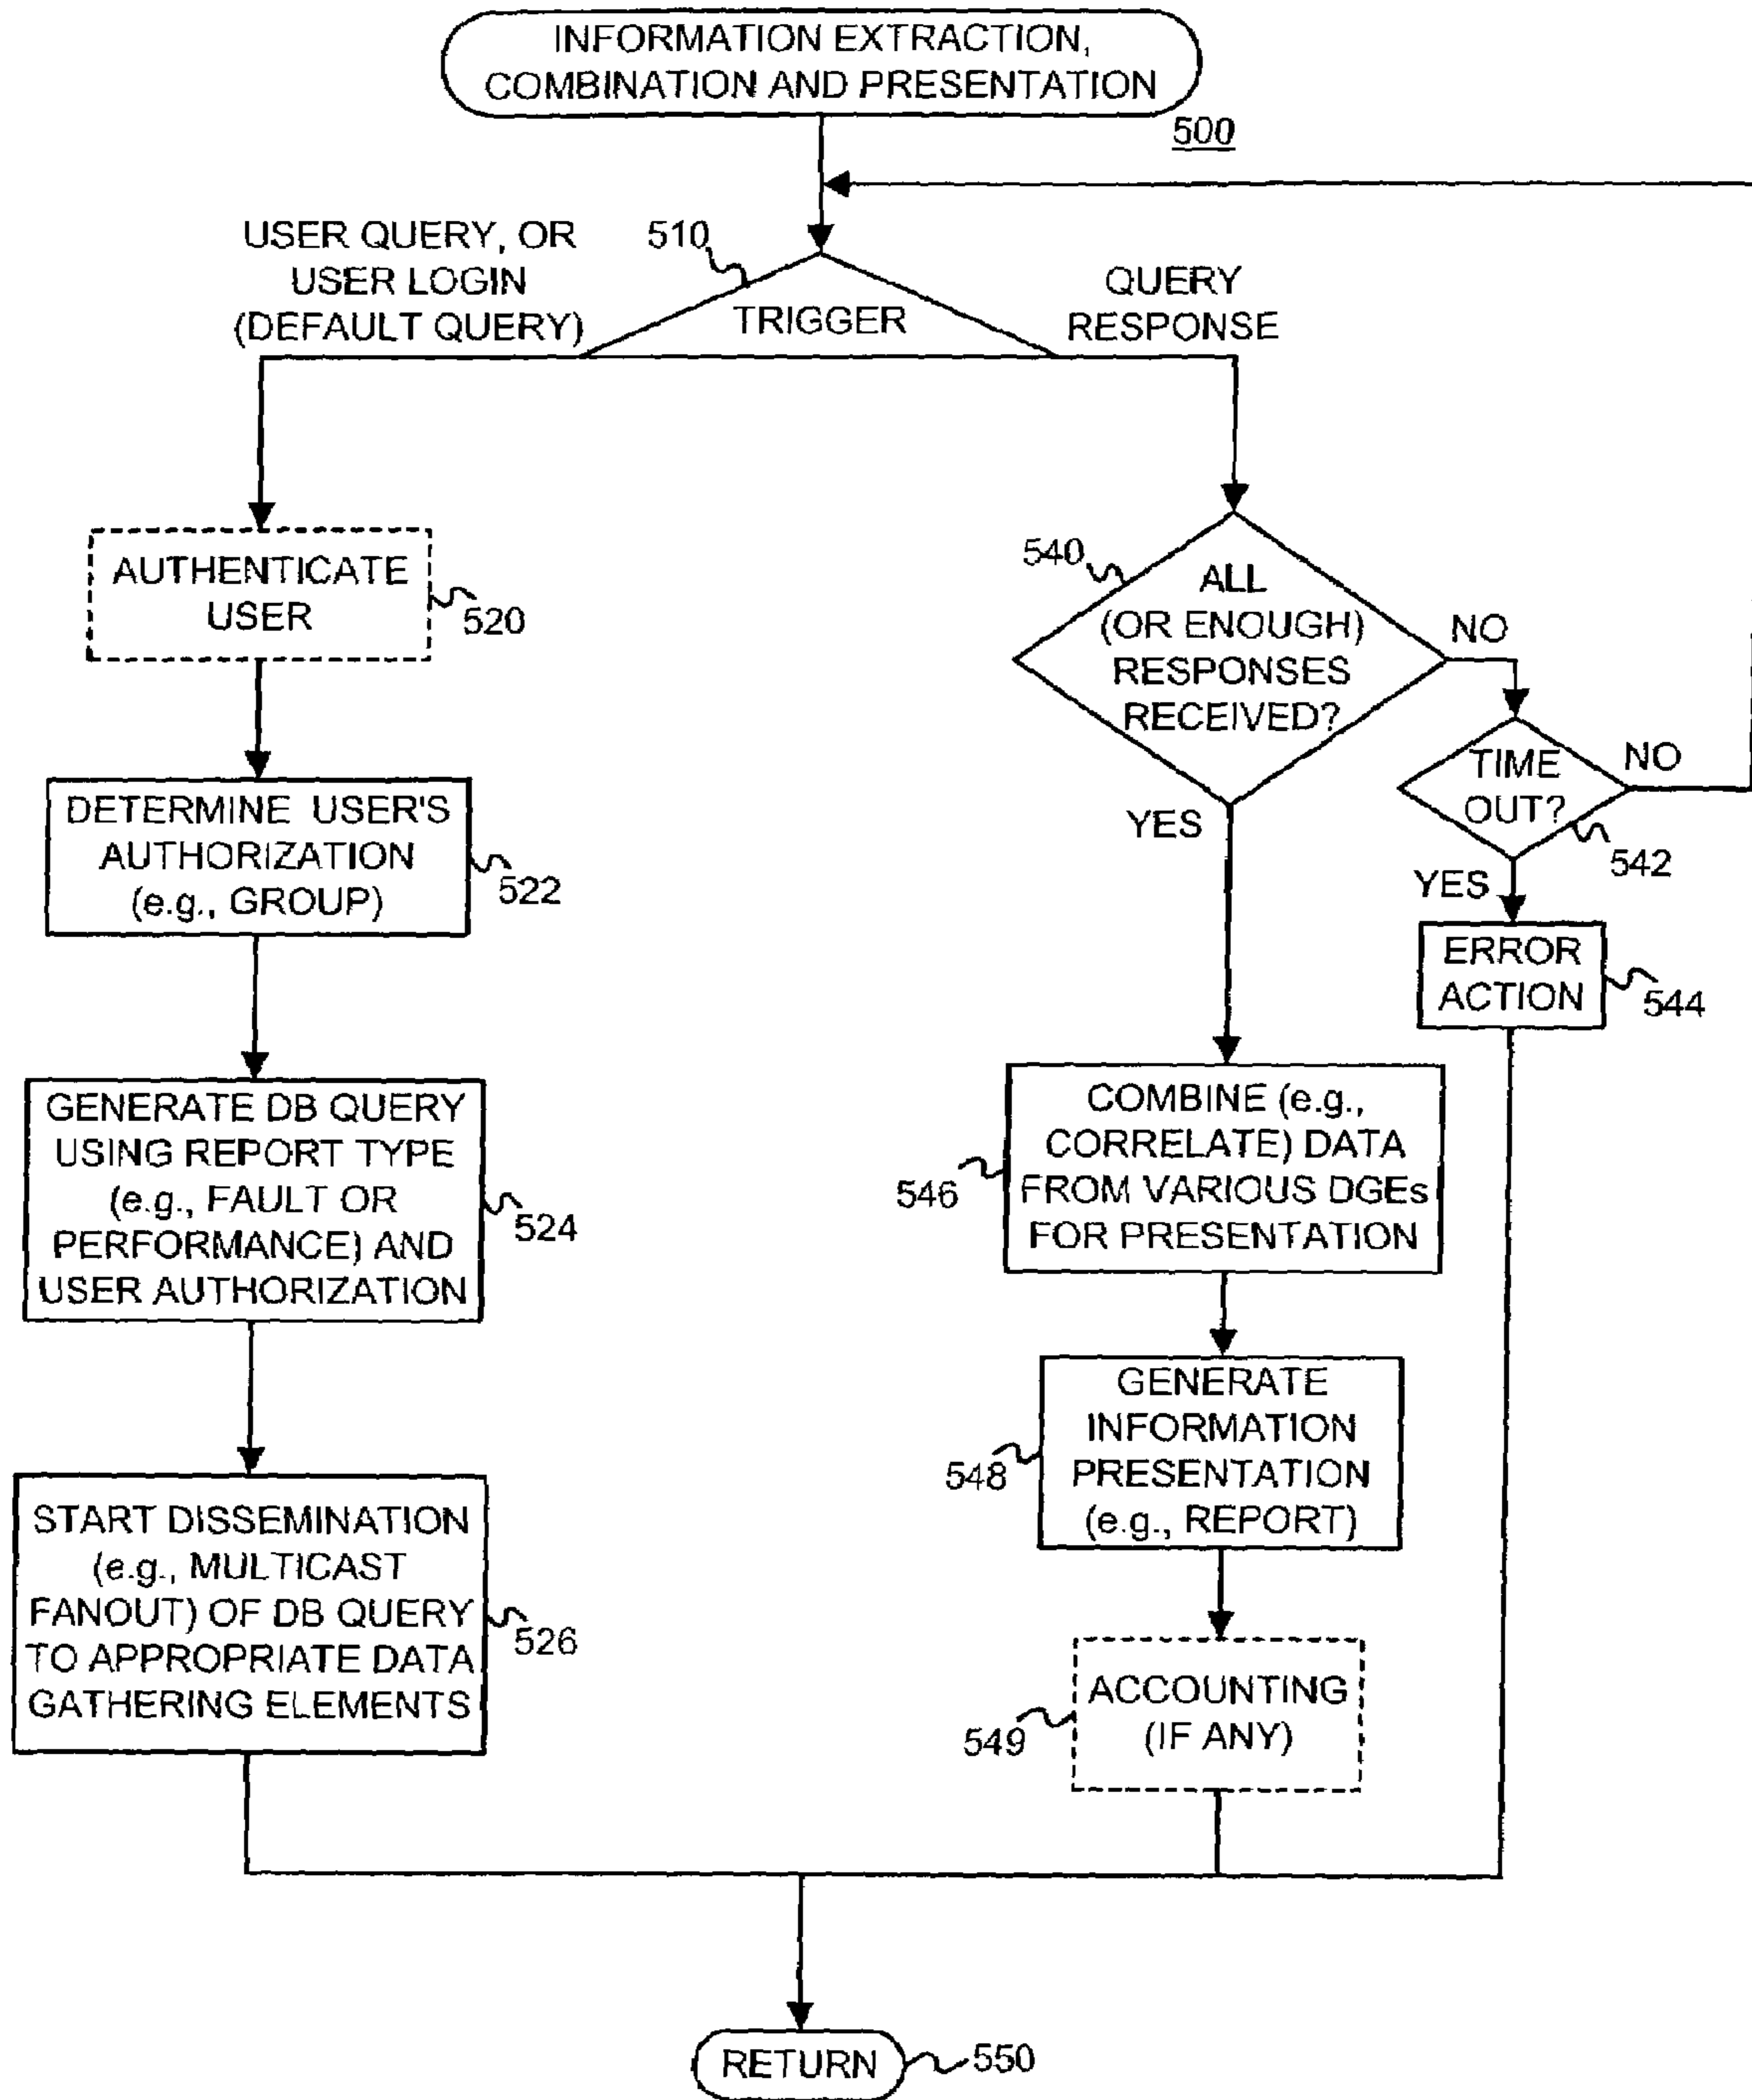 INFORMATION EXTRACTION,
COMBINATION AND PRESENTATION
500
USER QUERY, OR
USER LOGIN
(DEFAULT QUERY)
510
TRIGGER
QUERY
RESPONSE
AUTHENTICATE
USER
520
DETERMINE USER'S
AUTHORIZATION
(e.g., GROUP)
522
GENERATE DB QUERY
USING REPORT TYPE
(e.g., FAULT OR
PERFORMANCE) AND
USER AUTHORIZATION
524
START DISSEMINATION
(e.g., MULTICAST
FANOUT) OF DB QUERY
TO APPROPRIATE DATA
GATHERING ELEMENTS
526
540
ALL
(OR ENOUGH)
RESPONSES
RECEIVED?
NO
YES
TIME
OUT?
NO
542
YES
ERROR
ACTION
544
COMBINE (e.g.,
CORRELATE) DATA
FROM VARIOUS DGEs
FOR PRESENTATION
546
GENERATE
INFORMATION
PRESENTATION
(e.g., REPORT)
548
ACCOUNTING
(IF ANY)
549
RETURN
550